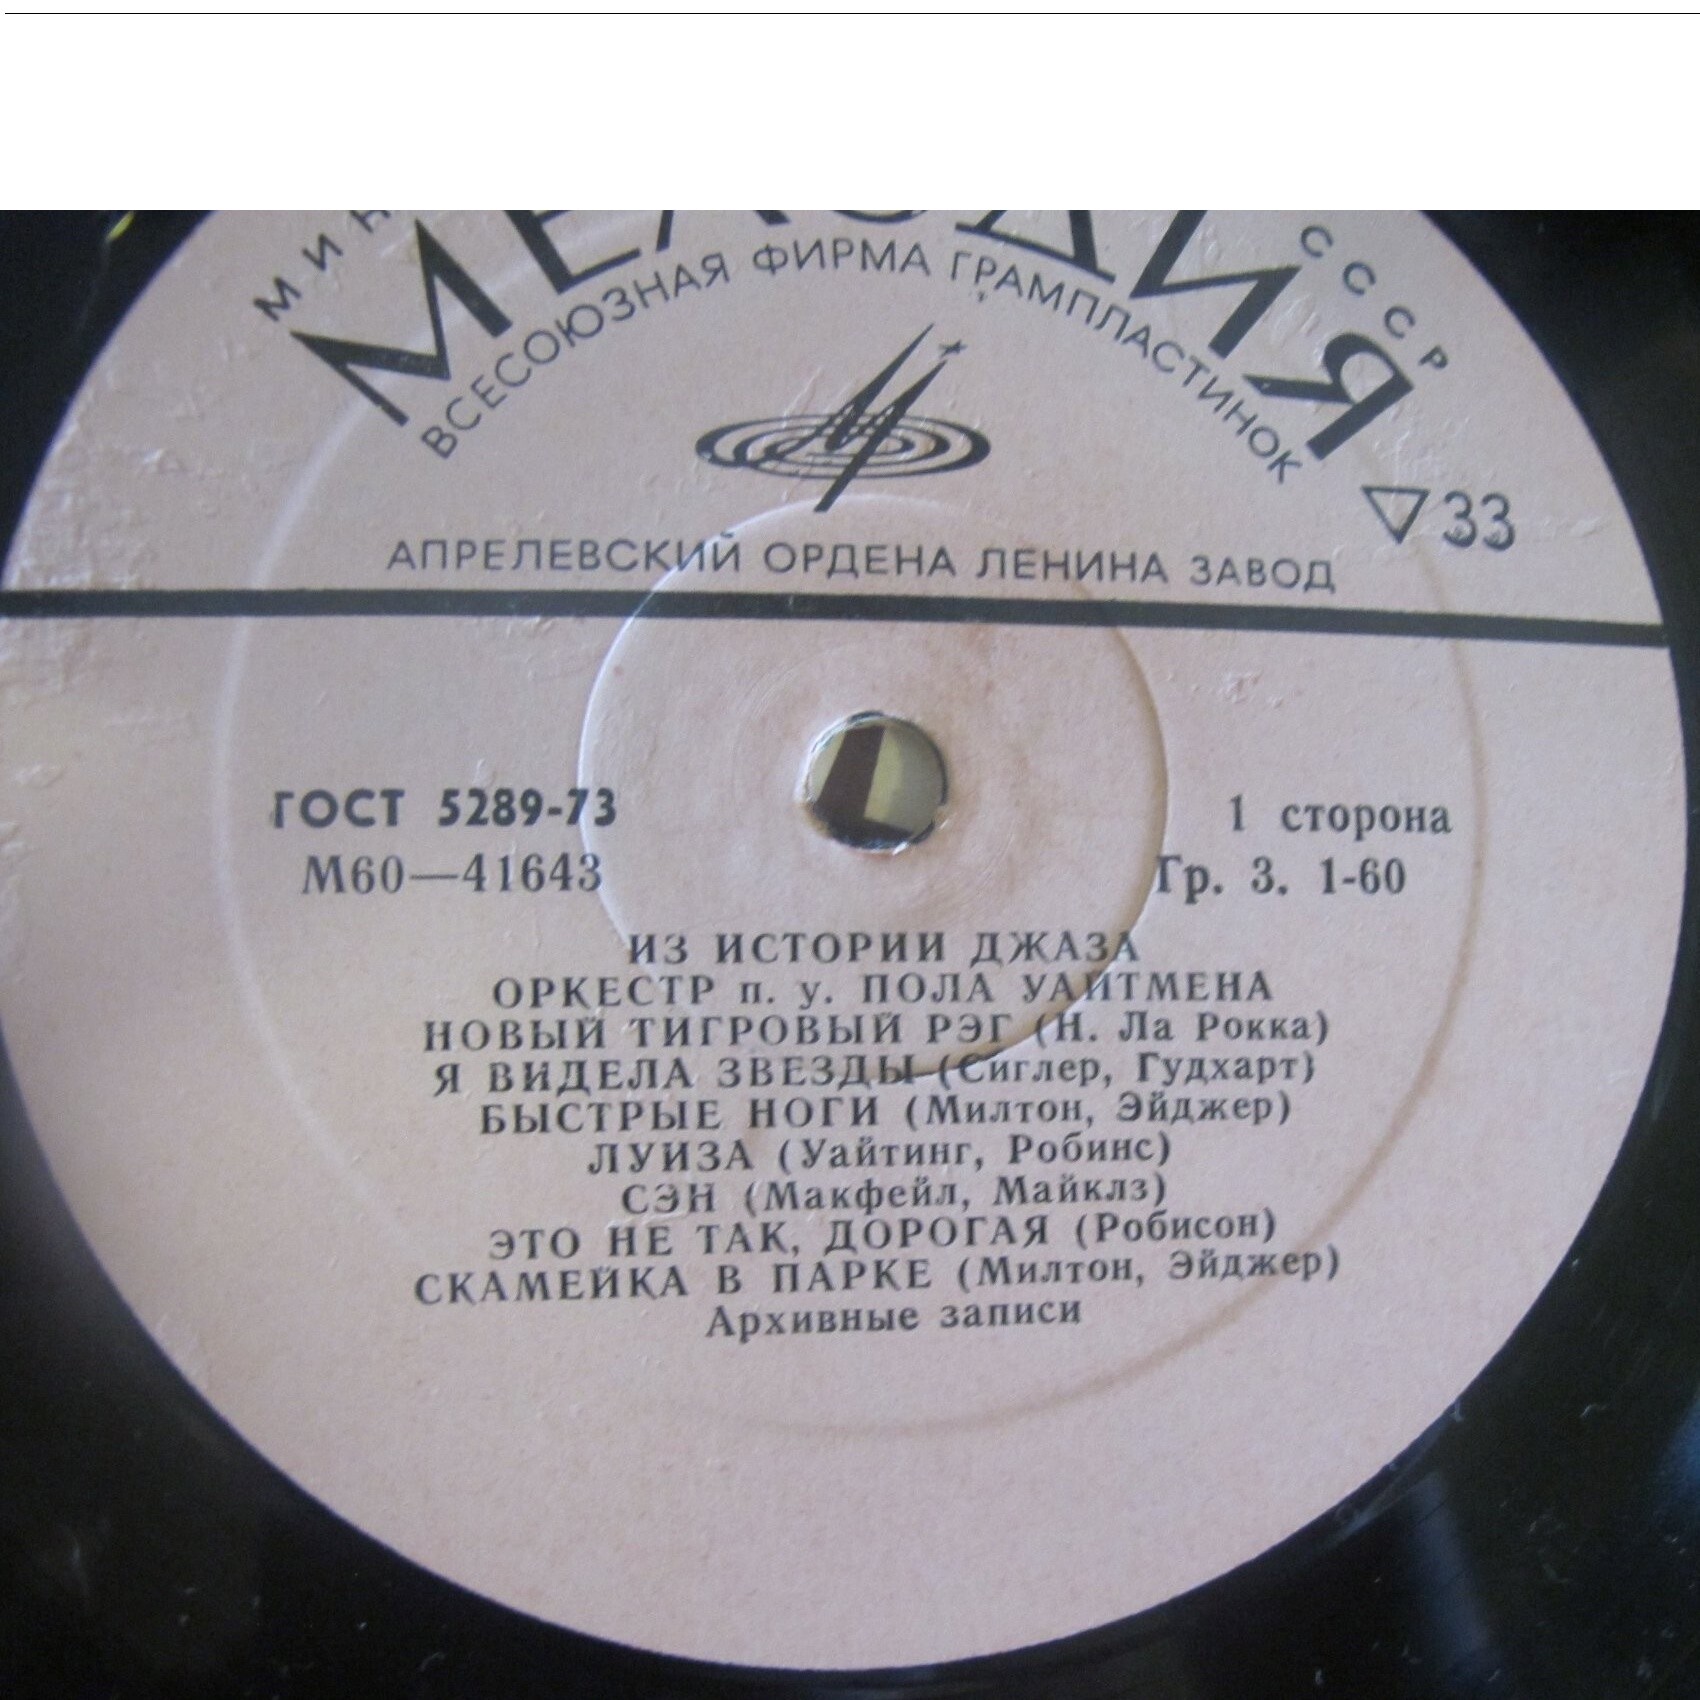 СССР
МЕЛОДИЯ
ВСЕСОЮЗНАЯ ФИРМА ГРАМПЛАСТИНОК
33
АПРЕЛЕВСКИЙ ОРДЕНА ЛЕНИНА ЗАВОД
ГОСТ 5289-73
1 сторона
М60—41643
Гр. 3. 1-60
ИЗ ИСТОРИИ ДЖАЗА
ОРКЕСТР п. у. ПОЛА УАЙТМЕНА
НОВЫЙ ТИГРОВЫЙ РЭГ (Н. Ла Рокка)
Я ВИДЕЛА ЗВЕЗДЫ (Сиглер, Гудхарт)
БЫСТРЫЕ НОГИ (Милтон, Эйджер)
ЛУИЗА (Уайтинг, Робинс)
СЭН (Макфейл, Майклз)
ЭТО НЕ ТАК, ДОРОГАЯ (Робисон)
СКАМЕЙКА В ПАРКЕ (Милтон, Эйджер)
Архивные записи